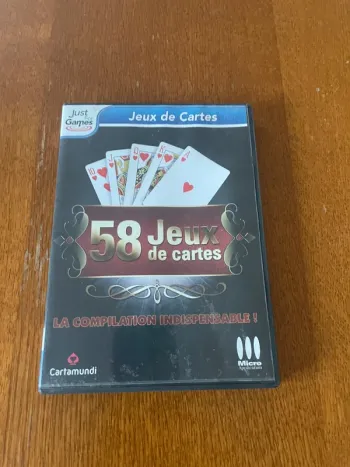 Just
Games
Jeux de Cartes
58 Jeux
de cartes
LA COMPILATION INDISPENSABLE !
Cartamundi
Micro